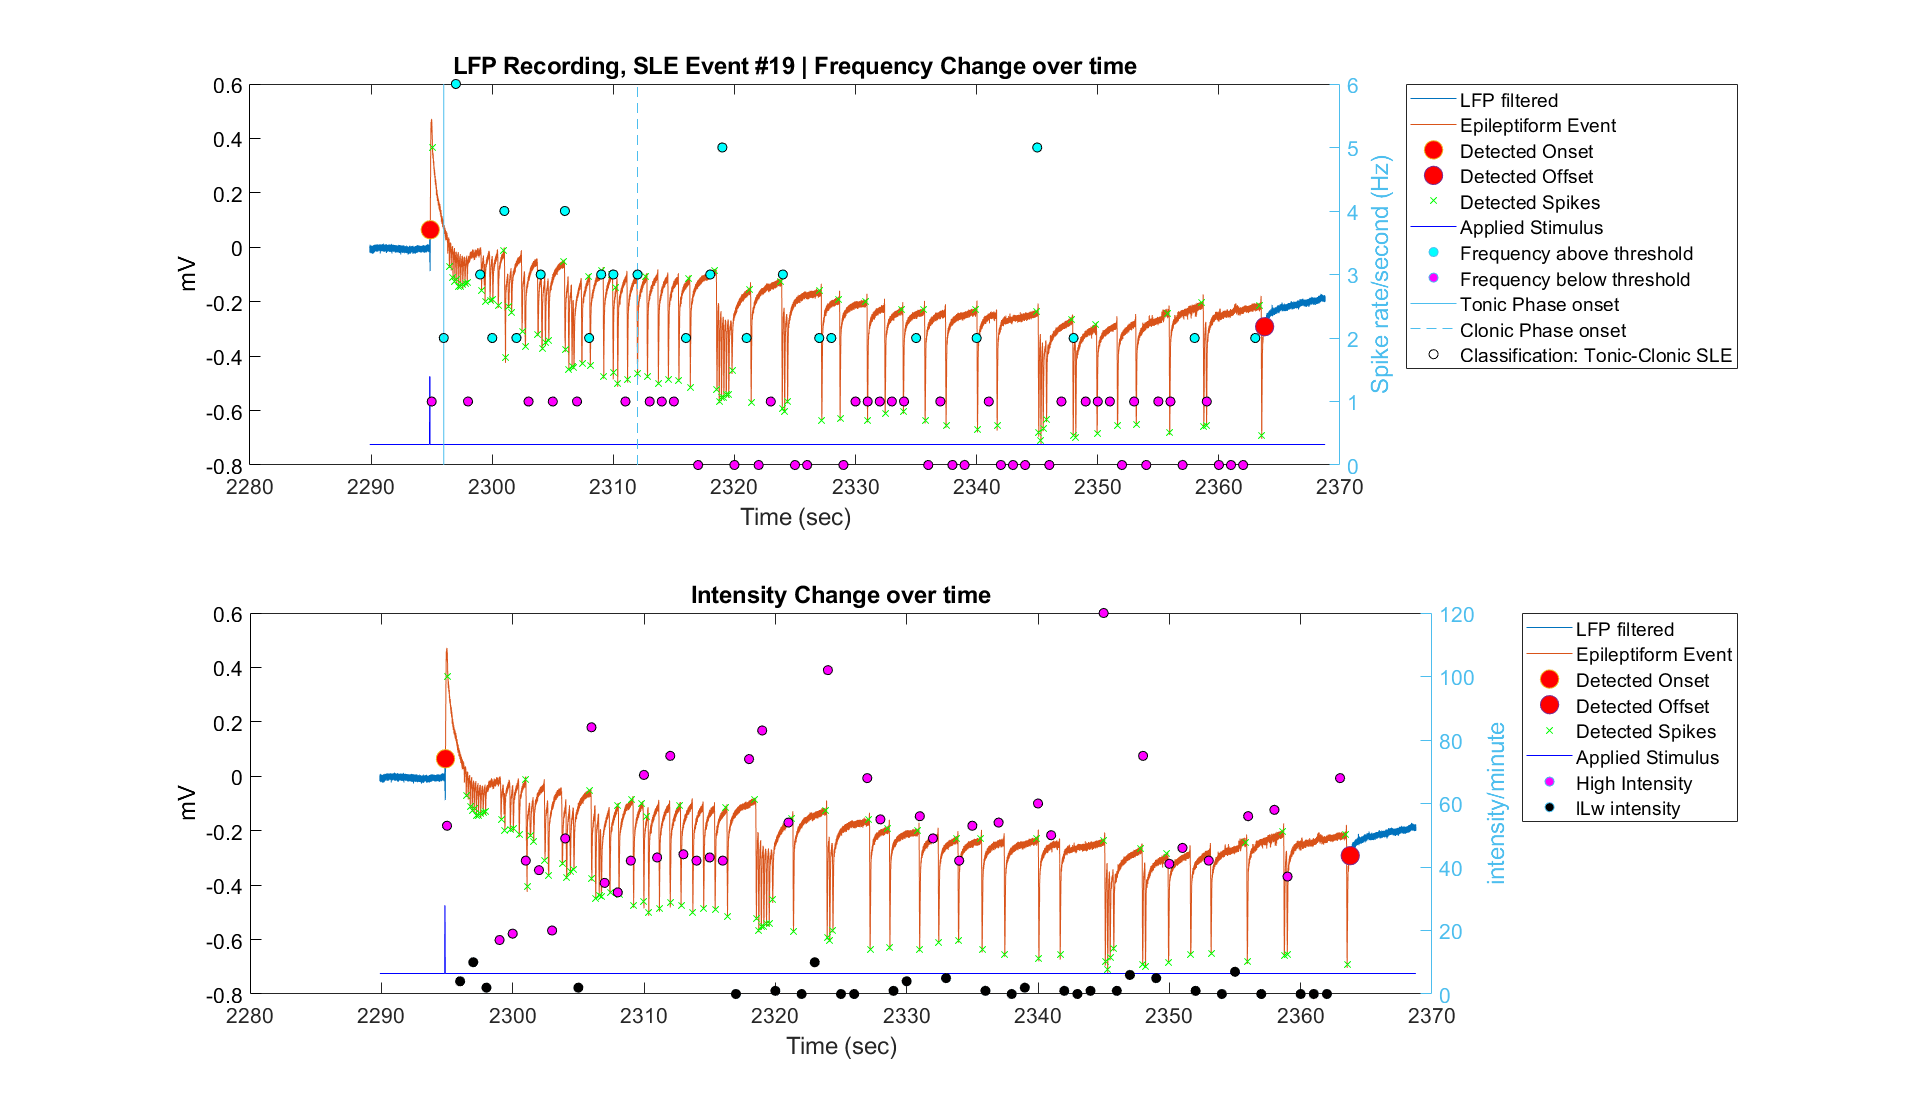 LFP Recording, SLE Event #19 | Frequency Change over time
0.6
0.4
0.2
0
-0.2
-0.4
-0.6
-0.8
mV
2280
2290
2300
2310
2320
2330
2340
2350
2360
2370
Time (sec)
6
5
4
3
2
1
0
Spike rate/second (Hz)
LFP filtered
Epileptiform Event
Detected Onset
Detected Offset
Detected Spikes
Applied Stimulus
Frequency above threshold
Frequency below threshold
Tonic Phase onset
Clonic Phase onset
Classification: Tonic-Clonic SLE
Intensity Change over time
0.6
0.4
0.2
0
-0.2
-0.4
-0.6
-0.8
mV
2280
2290
2300
2310
2320
2330
2340
2350
2360
2370
Time (sec)
120
100
80
60
40
20
0
intensity/minute
LFP filtered
Epileptiform Event
Detected Onset
Detected Offset
Detected Spikes
Applied Stimulus
High Intensity
lLw intensity